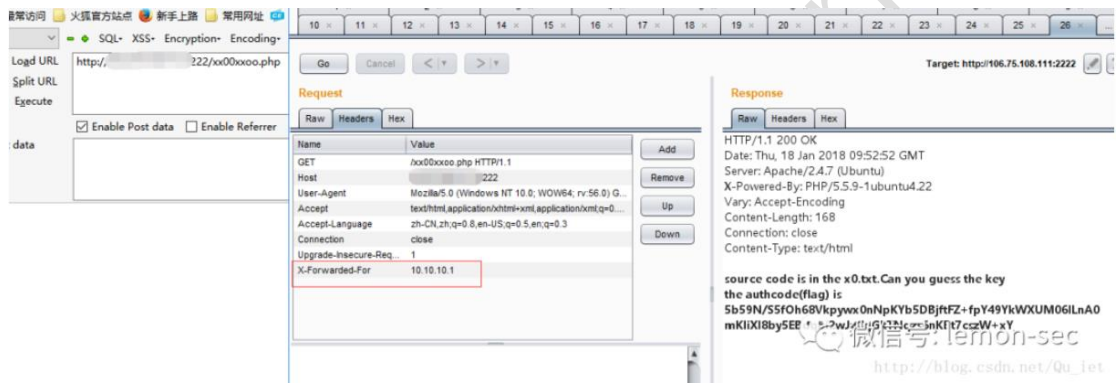 最常访问 火狐官方站点 新手上路 常用网址
SQL- XSS- Encryption- Encoding-
Load URL
http:/ 222/xx00xxoo.php
Split URL
Execute
Enable Post data Enable Referrer
data
10 × 11 × 12 × 13 × 14 × 15 × 16 × 17 × 18 × 19 × 20 × 21 × 22 × 23 × 24 × 25 × 26 × ...
Go Cancel < > Target: http://106.75.108.111:2222
Request
Raw Headers Hex
Name Value
GET /xx00xxoo.php HTTP/1.1
Host 222
User-Agent Mozilla/5.0 (Windows NT 10.0; WOW64; rv:56.0) G...
Accept text/html,application/xhtml+xml,application/xml;q=0....
Accept-Language zh-CN,zh;q=0.8,en-US;q=0.5,en;q=0.3
Connection close
Upgrade-Insecure-Req... 1
X-Forwarded-For 10.10.10.1
Add
Remove
Up
Down
Response
Raw Headers Hex
HTTP/1.1 200 OK
Date: Thu, 18 Jan 2018 09:52:52 GMT
Server: Apache/2.4.7 (Ubuntu)
X-Powered-By: PHP/5.5.9-1ubuntu4.22
Vary: Accept-Encoding
Content-Length: 168
Connection: close
Content-Type: text/html
source code is in the x0.txt.Can you guess the key
the authcode(flag) is
5b59N/S5fOh68Vkpywx0nNpKYb5DBjftFZ+fpY49YkWXUM06ILnA0
微信号: lemon-sec
http://blog.csdn.net/Qu_iet